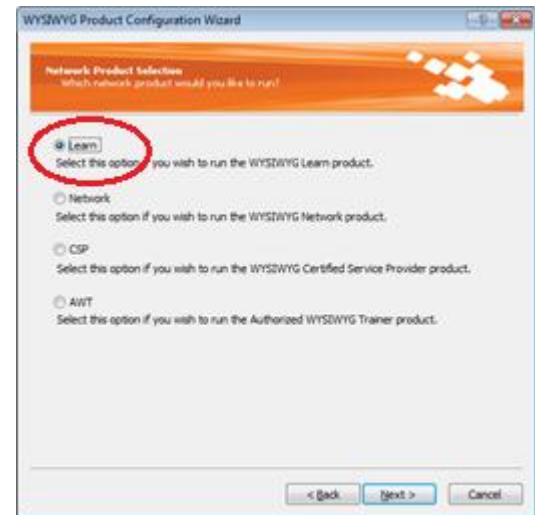 WYSIWYG Product Configuration Wizard
Network Product Selection
Which network product would you like to run?
Learn
Select this option if you wish to run the WYSIWYG Learn product.
Network
Select this option if you wish to run the WYSIWYG Network product.
CSP
Select this option if you wish to run the WYSIWYG Certified Service Provider product.
AWT
Select this option if you wish to run the Authorized WYSIWYG Trainer product.
< Back Next > Cancel